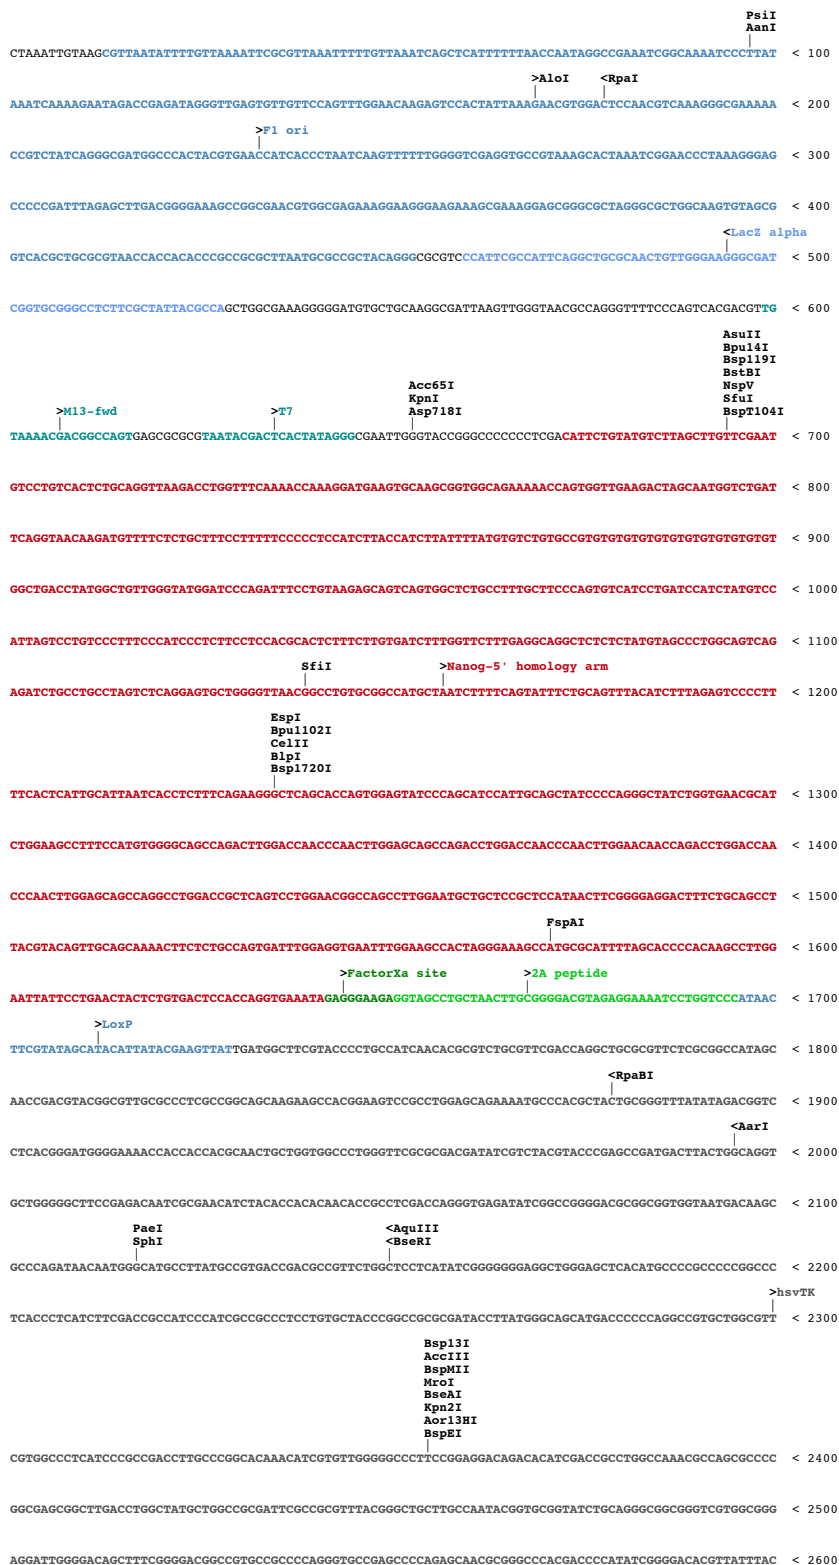 PsiI
AanI
CTAAATTGTAAGCGTTAATATTTTGTTAAAATTCGCGTTAAATTTTTGTTAAATCAGCTCATTTTTTAACCAATAGGCCGAAATCGGCAAAATCCCTTAT < 100
>AloI <RpaI
AAATCAAAAGAATAGACCGAGATAGGGTTGAGTGTTGTTCCAGTTTGGAACAAGAGTCCACTATTAAAGAACGTGGACTCCAACGTCAAAGGGCGAAAAA < 200
>F1 ori
CCGTCTATCAGGGCGATGGCCCACTACGTGAACCATCACCCTAATCAAGTTTTTTGGGGTCGAGGTGCCGTAAAGCACTAAATCGGAACCCTAAAGGGAG < 300
CCCCCGATTTAGAGCTTGACGGGGAAAGCCGGCGAACGTGGCGAGAAAGGAAGGGAAGAAAGCGAAAGGAGCGGGCGCTAGGGCGCTGGCAAGTGTAGCG < 400
<LacZ alpha
GTCACGCTGCGCGTAACCACCACACCCGCCGCGCTTAATGCGCCGCTACAGGGCGCGTCCCATTCGCCATTCAGGCTGCGCAACTGTTGGGAAGGGCGAT < 500
CGGTGCGGGCCTCTTCGCTATTACGCCAGCTGGCGAAAGGGGGATGTGCTGCAAGGCGATTAAGTTGGGTAACGCCAGGGTTTTCCCAGTCACGACGTTG < 600
AsuII
Bpu14I
Bsp119I
BstBI
Acc65I NspV
KpnI SfuI
>M13-fwd >T7 Asp718I BspT104I
TAAAACGACGGCCAGTGAGCGCGCGTAATACGACTCACTATAGGGCGAATTGGGTACCGGGCCCCCCCTCGACATTCTGTATGTCTTAGCTTGTTCGAAT < 700
GTCCTGTCACTCTGCAGGTTAAGACCTGGTTTCAAAACCAAAGGATGAAGTGCAAGCGGTGGCAGAAAAACCAGTGGTTGAAGACTAGCAATGGTCTGAT < 800
TCAGGTAACAAGATGTTTTCTCTGCTTTCCTTTTTCCCCCTCCATCTTACCATCTTATTTTATGTGTCTGTGCCGTGTGTGTGTGTGTGTGTGTGTGTGT < 900
GGCTGACCTATGGCTGTTGGGTATGGATCCCAGATTTCCTGTAAGAGCAGTCAGTGGCTCTGCCTTTGCTTCCCAGTGTCATCCTGATCCATCTATGTCC < 1000
ATTAGTCCTGTCCCTTTCCCATCCCTCTTCCTCCACGCACTCTTTCTTGTGATCTTTGGTTCTTTGAGGCAGGCTCTCTCTATGTAGCCCTGGCAGTCAG < 1100
SfiI >Nanog-5' homology arm
AGATCTGCCTGCCTAGTCTCAGGAGTGCTGGGGTTAACGGCCTGTGCGGCCATGCTAATCTTTTCAGTATTTCTGCAGTTTACATCTTTAGAGTCCCCTT < 1200
EspI
Bpu1102I
CelII
BlpI
Bsp1720I
TTCACTCATTGCATTAATCACCTCTTTCAGAAGGGCTCAGCACCAGTGGAGTATCCCAGCATCCATTGCAGCTATCCCCAGGGCTATCTGGTGAACGCAT < 1300
CTGGAAGCCTTTCCATGTGGGGCAGCCAGACTTGGACCAACCCAACTTGGAGCAGCCAGACCTGGACCAACCCAACTTGGAACAACCAGACCTGGACCAA < 1400
CCCAACTTGGAGCAGCCAGGCCTGGACCGCTCAGTCCTGGAACGGCCAGCCTTGGAATGCTGCTCCGCTCCATAACTTCGGGGAGGACTTTCTGCAGCCT < 1500
FspAI
TACGTACAGTTGCAGCAAAACTTCTCTGCCAGTGATTTGGAGGTGAATTTGGAAGCCACTAGGGAAAGCCATGCGCATTTTAGCACCCCACAAGCCTTGG < 1600
>FactorXa site >2A peptide
AATTATTCCTGAACTACTCTGTGACTCCACCAGGTGAAATAGAGGGAAGAGGTAGCCTGCTAACTTGCGGGGACGTAGAGGAAAATCCTGGTCCCATAAC < 1700
>LoxP
TTCGTATAGCATACATTATACGAAGTTATTGATGGCTTCGTACCCCTGCCATCAACACGCGTCTGCGTTCGACCAGGCTGCGCGTTCTCGCGGCCATAGC < 1800
<RpaBI
AACCGACGTACGGCGTTGCGCCCTCGCCGGCAGCAAGAAGCCACGGAAGTCCGCCTGGAGCAGAAAATGCCCACGCTACTGCGGGTTTATATAGACGGTC < 1900
<AarI
CTCACGGGATGGGGAAAACCACCACCACGCAACTGCTGGTGGCCCTGGGTTCGCGCGACGATATCGTCTACGTACCCGAGCCGATGACTTACTGGCAGGT < 2000
GCTGGGGGCTTCCGAGACAATCGCGAACATCTACACCACACAACACCGCCTCGACCAGGGTGAGATATCGGCCGGGGACGCGGCGGTGGTAATGACAAGC < 2100
PaeI <AquIII
SphI <BseRI
GCCCAGATAACAATGGGCATGCCTTATGCCGTGACCGACGCCGTTCTGGCTCCTCATATCGGGGGGGAGGCTGGGAGCTCACATGCCCCGCCCCCGGCCC < 2200
>hsvTK
TCACCCTCATCTTCGACCGCCATCCCATCGCCGCCCTCCTGTGCTACCCGGCCGCGCGATACCTTATGGGCAGCATGACCCCCCAGGCCGTGCTGGCGTT < 2300
Bsp13I
AccIII
BspMII
MroI
BseAI
Kpn2I
Aor13HI
BspEI
CGTGGCCCTCATCCCGCCGACCTTGCCCGGCACAAACATCGTGTTGGGGGCCCTTCCGGAGGACAGACACATCGACCGCCTGGCCAAACGCCAGCGCCCC < 2400
GGCGAGCGGCTTGACCTGGCTATGCTGGCCGCGATTCGCCGCGTTTACGGGCTGCTTGCCAATACGGTGCGGTATCTGCAGGGCGGCGGGTCGTGGCGGG < 2500
AGGATTGGGGACAGCTTTCGGGGACGGCCGTGCCGCCCCAGGGTGCCGAGCCCCAGAGCAACGCGGGCCCACGACCCCATATCGGGGACACGTTATTTAC < 2600